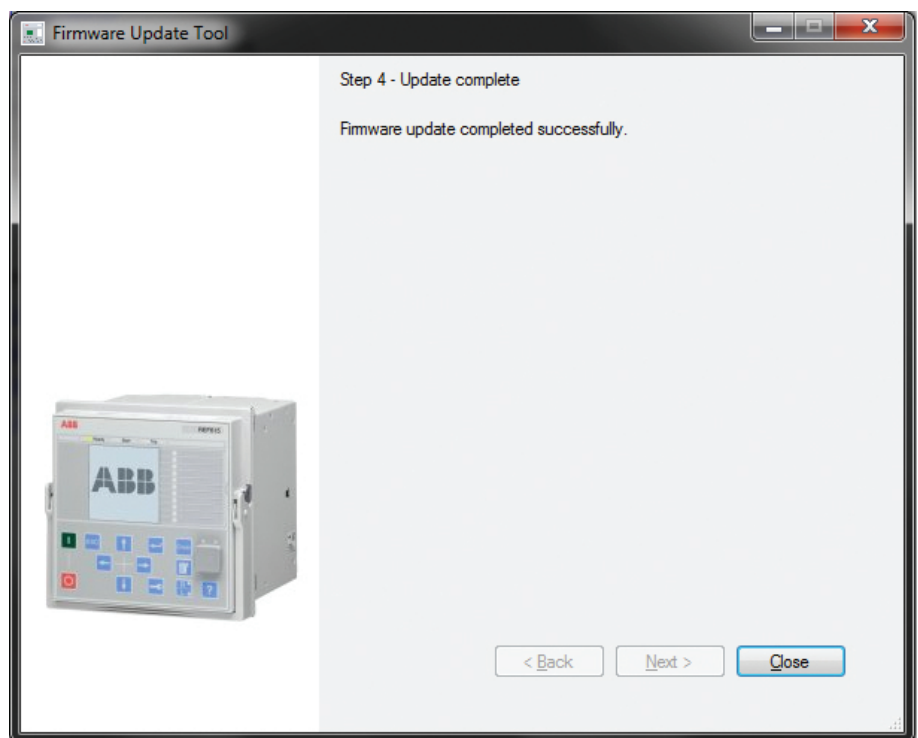 Firmware Update Tool
Step 4 - Update complete
Firmware update completed successfully.
ABB
ABB
< Back
Next >
Close